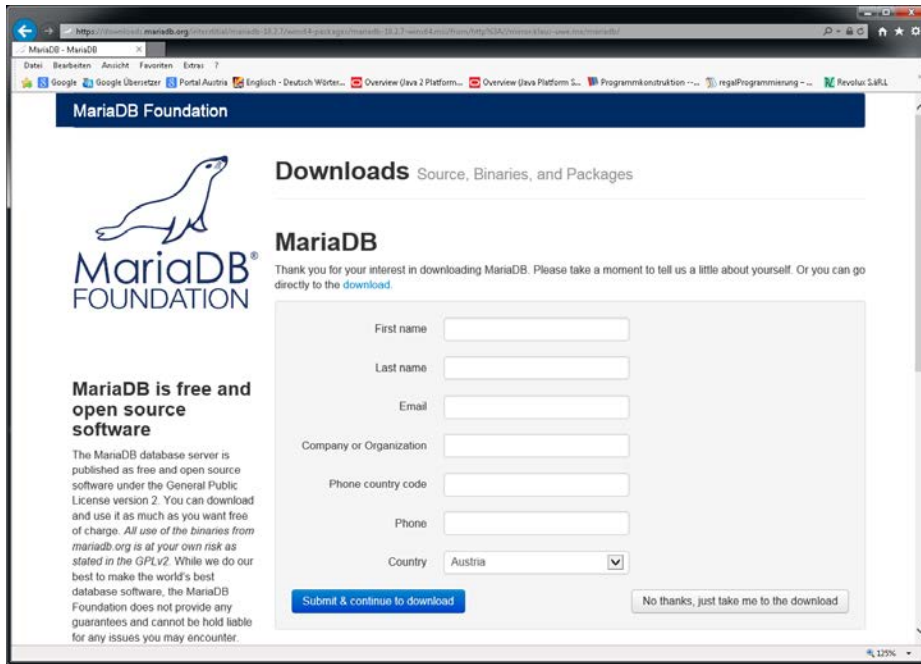 MariaDB - MariaDB
Datei Bearbeiten Ansicht Favoriten Extras ?
Google Google Übersetzer Portal Austria Englisch - Deutsch Wörter... Overview (Java 2 Platform... Overview (Java Platform S... Programmkonstruktion --... regalProgrammierung – ... Revolux S.àR.L
MariaDB Foundation
MariaDB®
FOUNDATION
MariaDB is free and
open source
software
The MariaDB database server is
published as free and open source
software under the General Public
License version 2. You can download
and use it as much as you want free
of charge. All use of the binaries from
mariadb.org is at your own risk as
stated in the GPLv2. While we do our
best to make the world's best
database software, the MariaDB
Foundation does not provide any
guarantees and cannot be hold liable
for any issues you may encounter.
Downloads Source, Binaries, and Packages
MariaDB
Thank you for your interest in downloading MariaDB. Please take a moment to tell us a little about yourself. Or you can go
directly to the download.
First name
Last name
Email
Company or Organization
Phone country code
Phone
Country Austria
Submit & continue to download No thanks, just take me to the download
125%